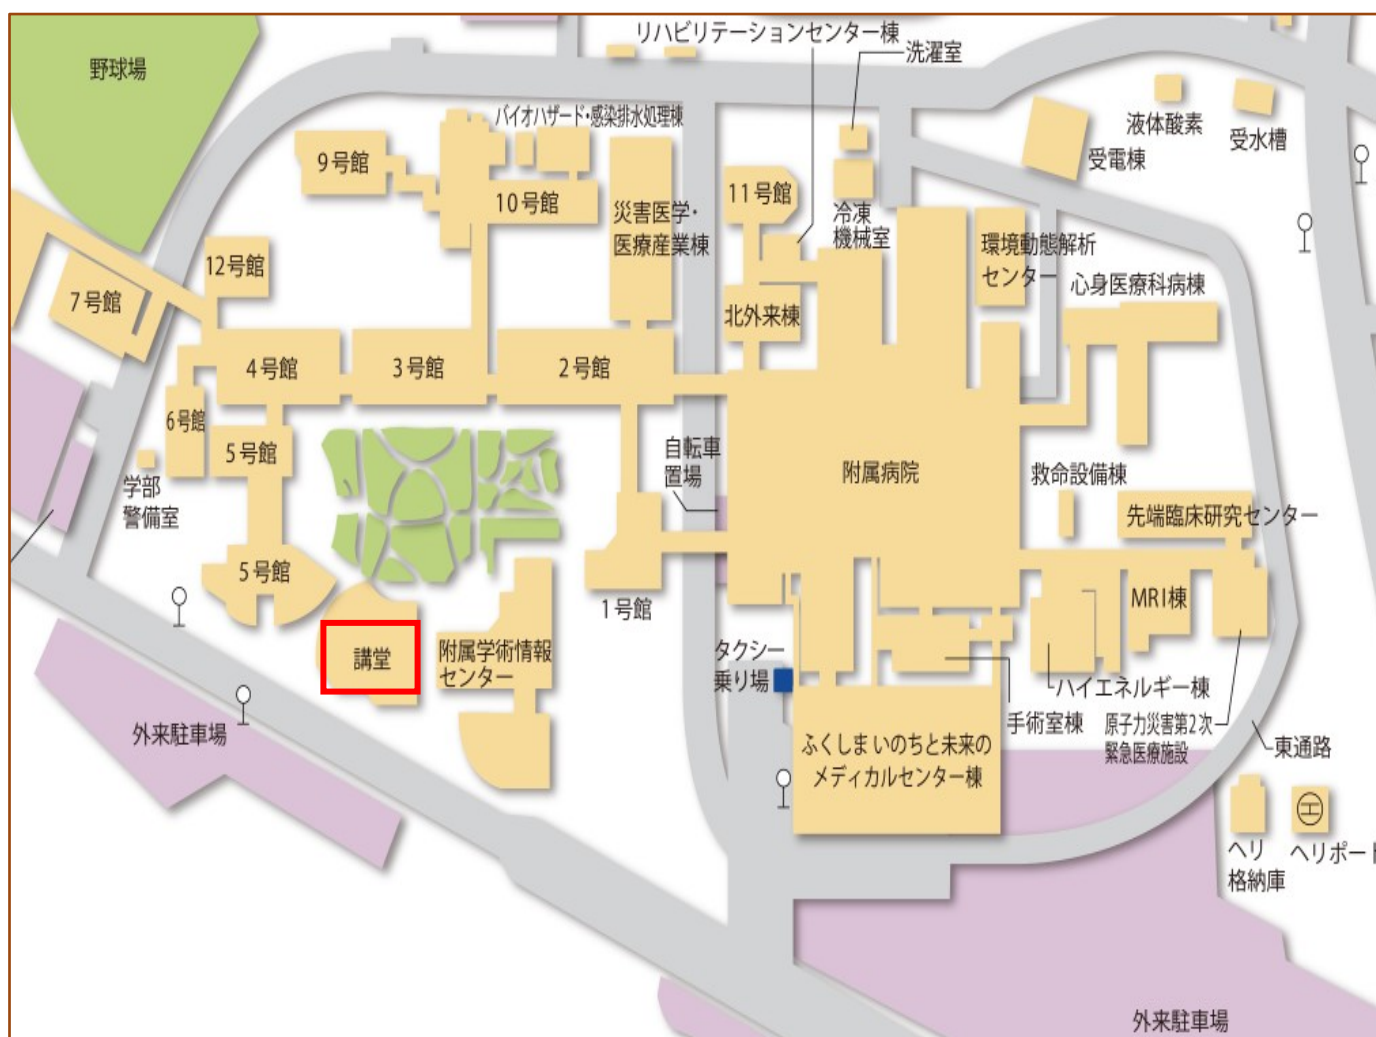 リハビリテーションセンター棟
洗濯室
野球場
バイオハザード・感染排水処理棟
液体酸素
受水槽
受電棟
9号館
11号館
10号館
災害医学・
医療産業棟
冷凍
機械室
環境動態解析
センター
12号館
心身医療科病棟
7号館
北外来棟
4号館
3号館
2号館
6号館
5号館
自転車
置場
附属病院
救命設備棟
学部
警備室
先端臨床研究センター
5号館
1号館
MRI棟
講堂
附属学術情報
センター
タクシー
乗り場
ハイエネルギー棟
手術室棟
原子力災害第2次
緊急医療施設
外来駐車場
ふくしまいのちと未来の
メディカルセンター棟
東通路
H
ヘリ
格納庫
ヘリポート
外来駐車場